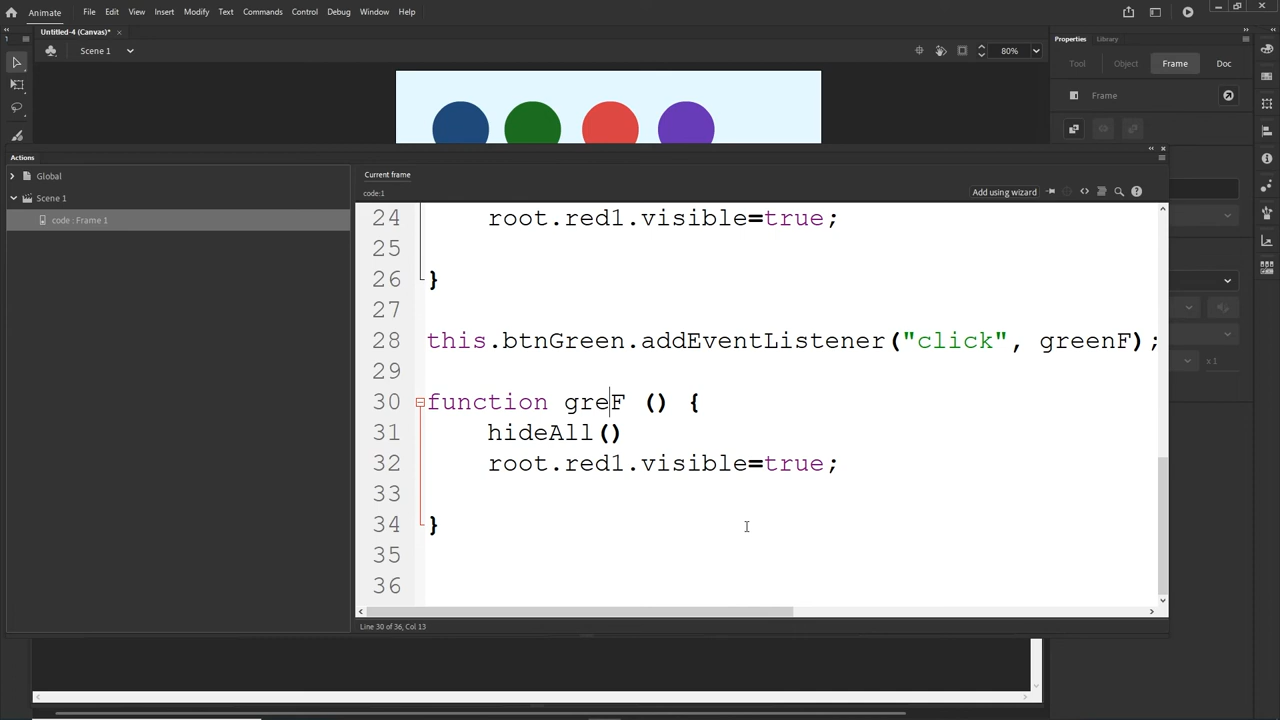 Animate File Edit View Insert Modify Text Commands Control Debug Window Help
Untitled-4 (Canvas)*
Scene 1 80%
Properties Library
Tool Object Frame Doc
Frame
Actions
Global
Scene 1
code : Frame 1
Current frame
code:1 Add using wizard
24 root.red1.visible=true;
25
26 }
27
28 this.btnGreen.addEventListener("click", greenF);
29
30 function greF () {
31 hideAll()
32 root.red1.visible=true;
33
34 }
35
36
x 1
Line 30 of 36, Col 13